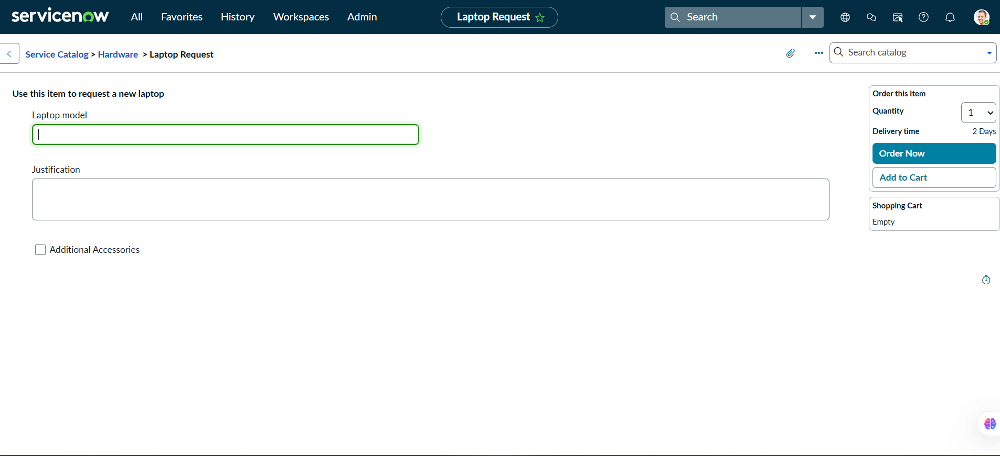 servicenow All Favorites History Workspaces Admin Laptop Request Search
Service Catalog > Hardware > Laptop Request Search catalog
Use this item to request a new laptop
Laptop model
Justification
Additional Accessories
Order this Item
Quantity 1
Delivery time 2 Days
Order Now
Add to Cart
Shopping Cart
Empty